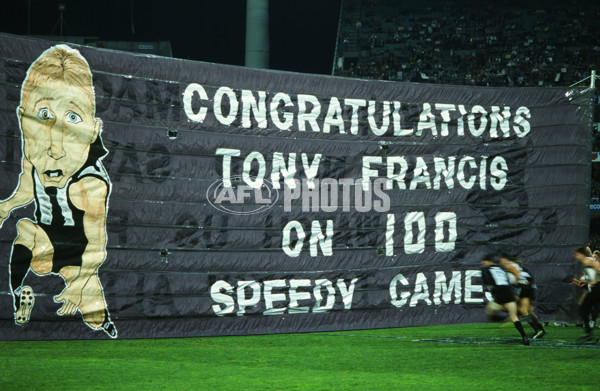 CONGRATULATIONS
TONY FRANCIS
AFL PHOTOS
ON 100
SPEEDY GAMES